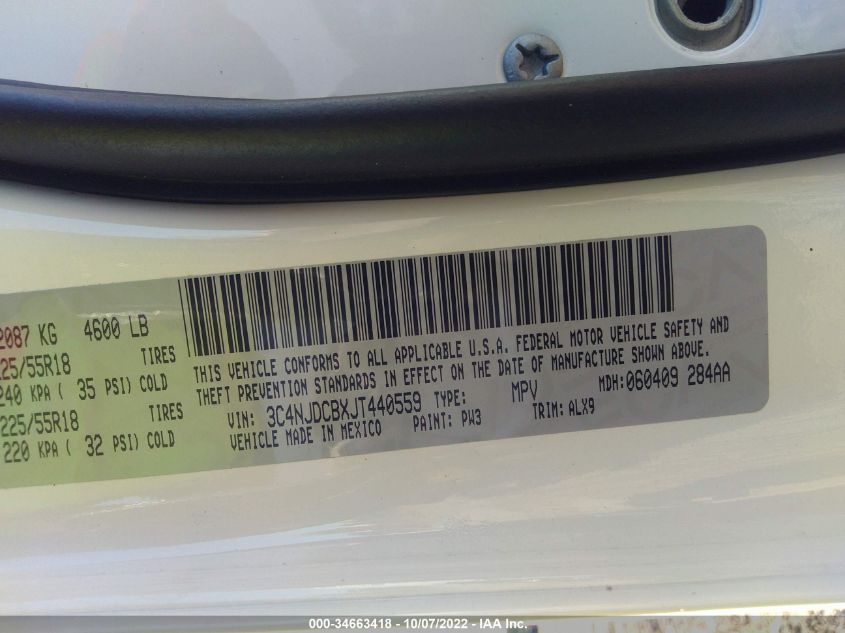 2087 KG 4600 LB
225/55R18 TIRES
240 KPA ( 35 PSI) COLD
225/55R18 TIRES
220 KPA ( 32 PSI) COLD
THIS VEHICLE CONFORMS TO ALL APPLICABLE U.S.A. FEDERAL MOTOR VEHICLE SAFETY AND
THEFT PREVENTION STANDARDS IN EFFECT ON THE DATE OF MANUFACTURE SHOWN ABOVE.
VIN: 3C4NJDCBXJT440559 TYPE: MPV MDH: 060409 284AA
VEHICLE MADE IN MEXICO PAINT: PW3 TRIM: ALX9
000-34663418 - 10/07/2022 - IAA Inc.